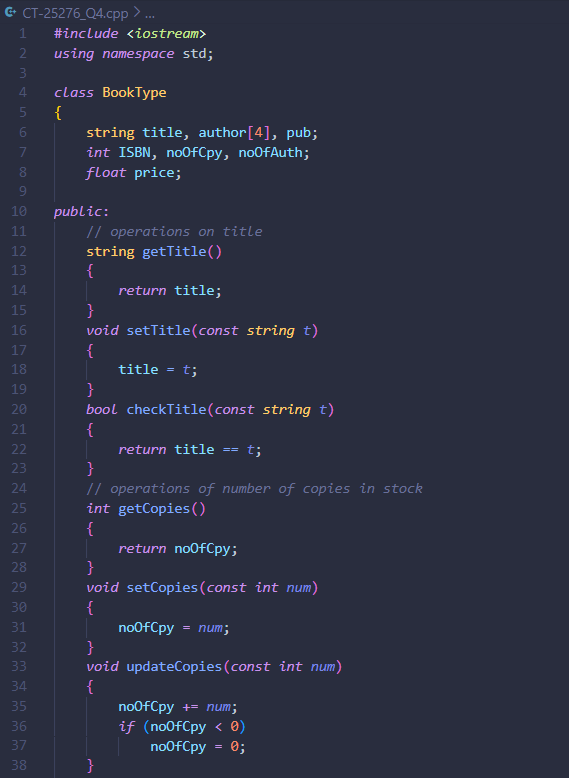 CT-25276_Q4.cpp > ...
1 #include <iostream>
2 using namespace std;
3
4 class BookType
5 {
6 string title, author[4], pub;
7 int ISBN, noOfCpy, noOfAuth;
8 float price;
9
10 public:
11 // operations on title
12 string getTitle()
13 {
14 return title;
15 }
16 void setTitle(const string t)
17 {
18 title = t;
19 }
20 bool checkTitle(const string t)
21 {
22 return title == t;
23 }
24 // operations of number of copies in stock
25 int getCopies()
26 {
27 return noOfCpy;
28 }
29 void setCopies(const int num)
30 {
31 noOfCpy = num;
32 }
33 void updateCopies(const int num)
34 {
35 noOfCpy += num;
36 if (noOfCpy < 0)
37 noOfCpy = 0;
38 }